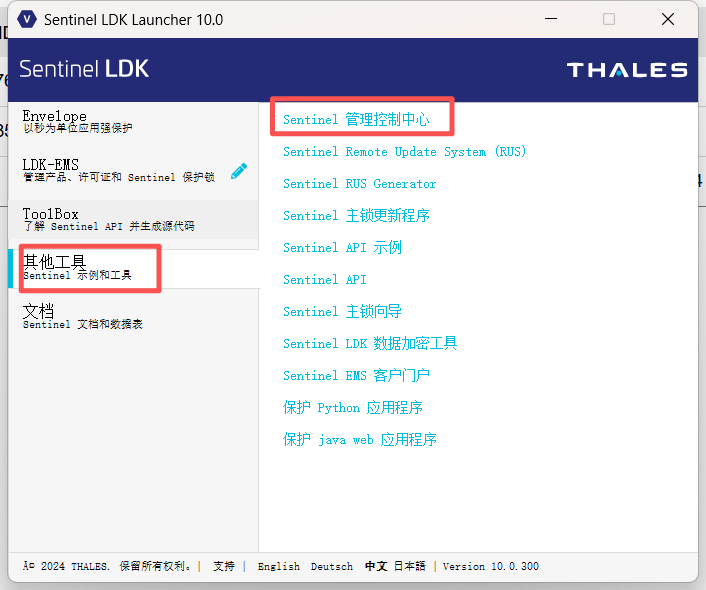 Sentinel LDK Launcher 10.0
Sentinel LDK
THALES
Envelope
以秒为单位应用强保护
LDK-EMS
管理产品、许可证和 Sentinel 保护锁
ToolBox
了解 Sentinel API 并生成源代码
其他工具
Sentinel 示例和工具
文档
Sentinel 文档和数据表
Sentinel 管理控制中心
Sentinel Remote Update System (RUS)
Sentinel RUS Generator
Sentinel 主锁更新程序
Sentinel API 示例
Sentinel API
Sentinel 主锁向导
Sentinel LDK 数据加密工具
Sentinel EMS 客户门户
保护 Python 应用程序
保护 java web 应用程序
© 2024 THALES. 保留所有权利。| 支持 | English Deutsch 中文 日本語 | Version 10.0.300